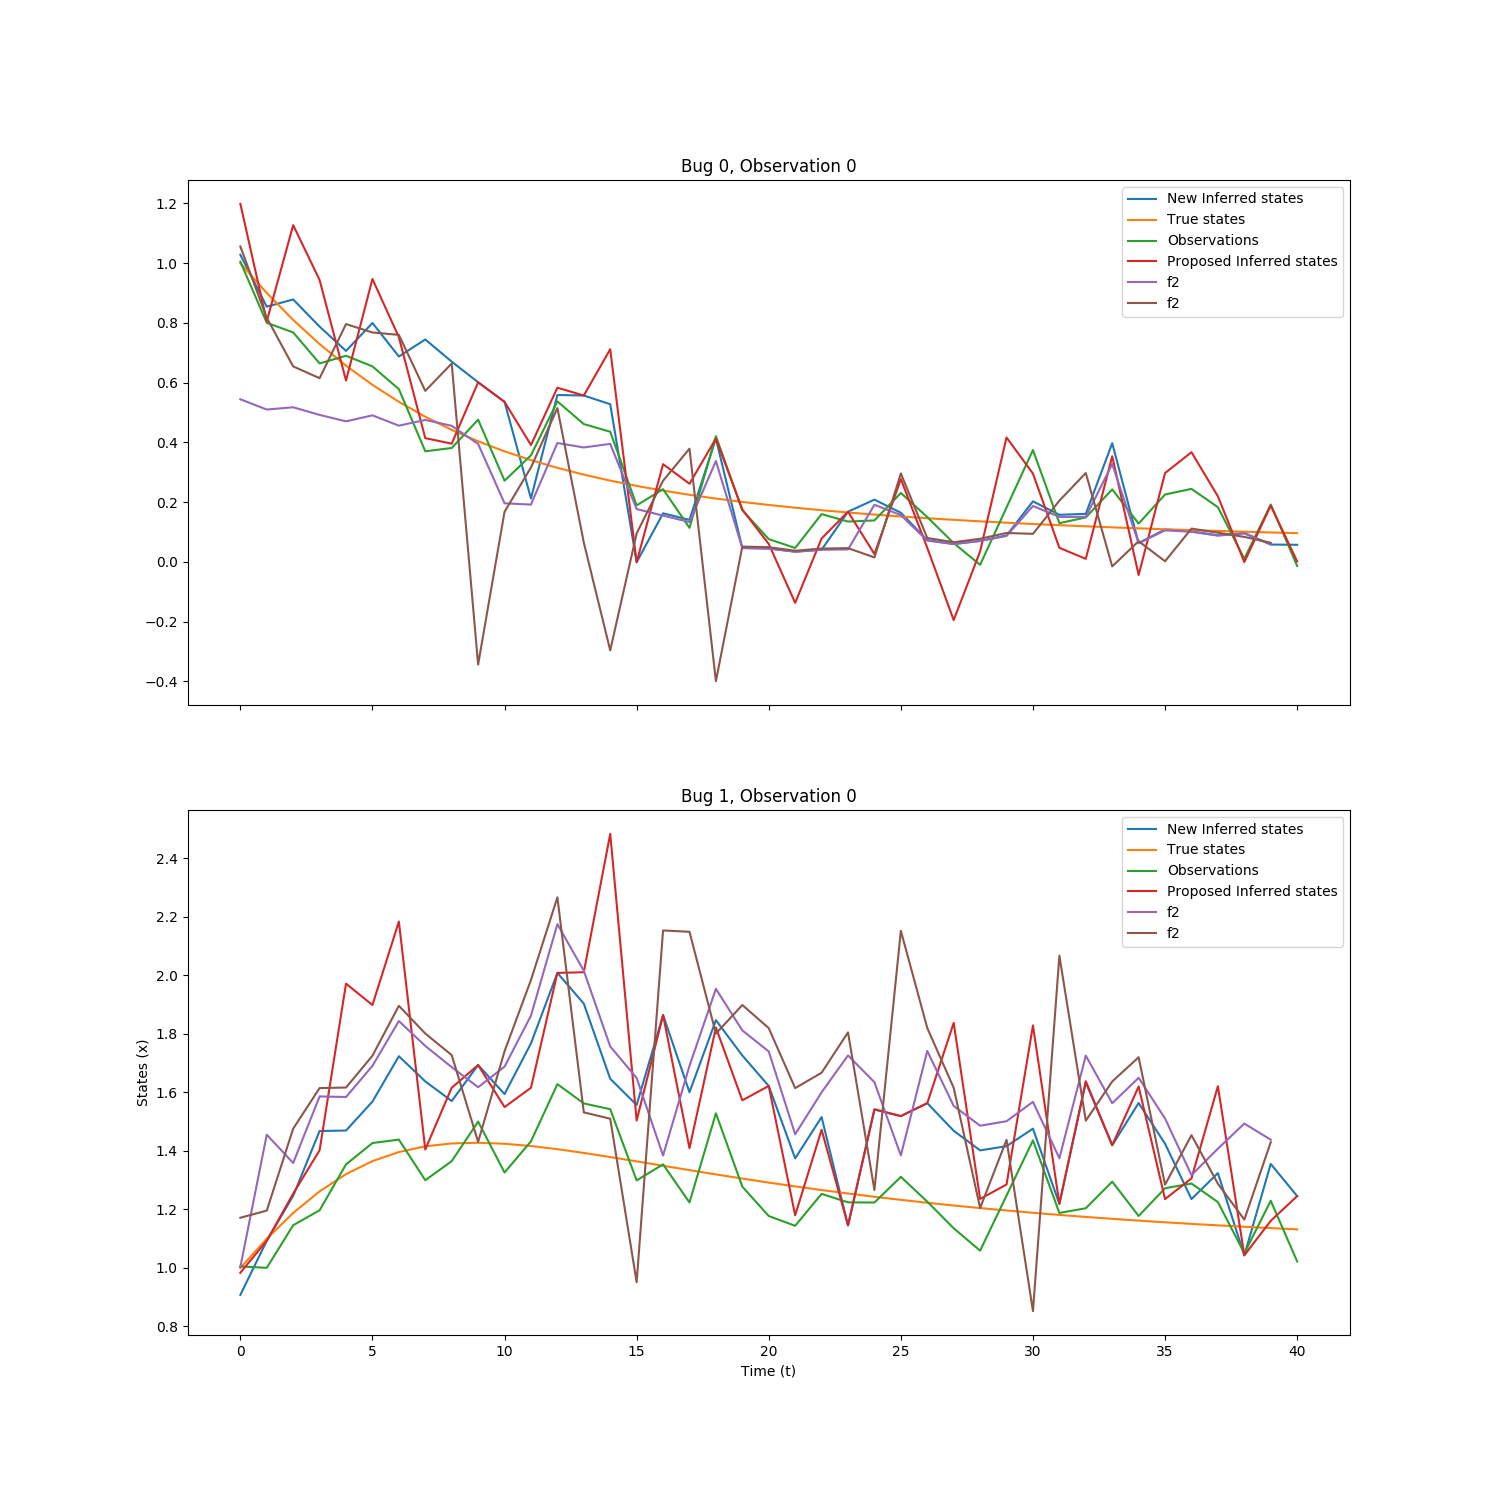 Bug 0, Observation 0
1.2
1.0
0.8
0.6
0.4
0.2
0.0
−0.2
−0.4
New Inferred states
True states
Observations
Proposed Inferred states
f2
f2
Bug 1, Observation 0
States (x)
2.4
2.2
2.0
1.8
1.6
1.4
1.2
1.0
0.8
New Inferred states
True states
Observations
Proposed Inferred states
f2
f2
0 5 10 15 20 25 30 35 40
Time (t)